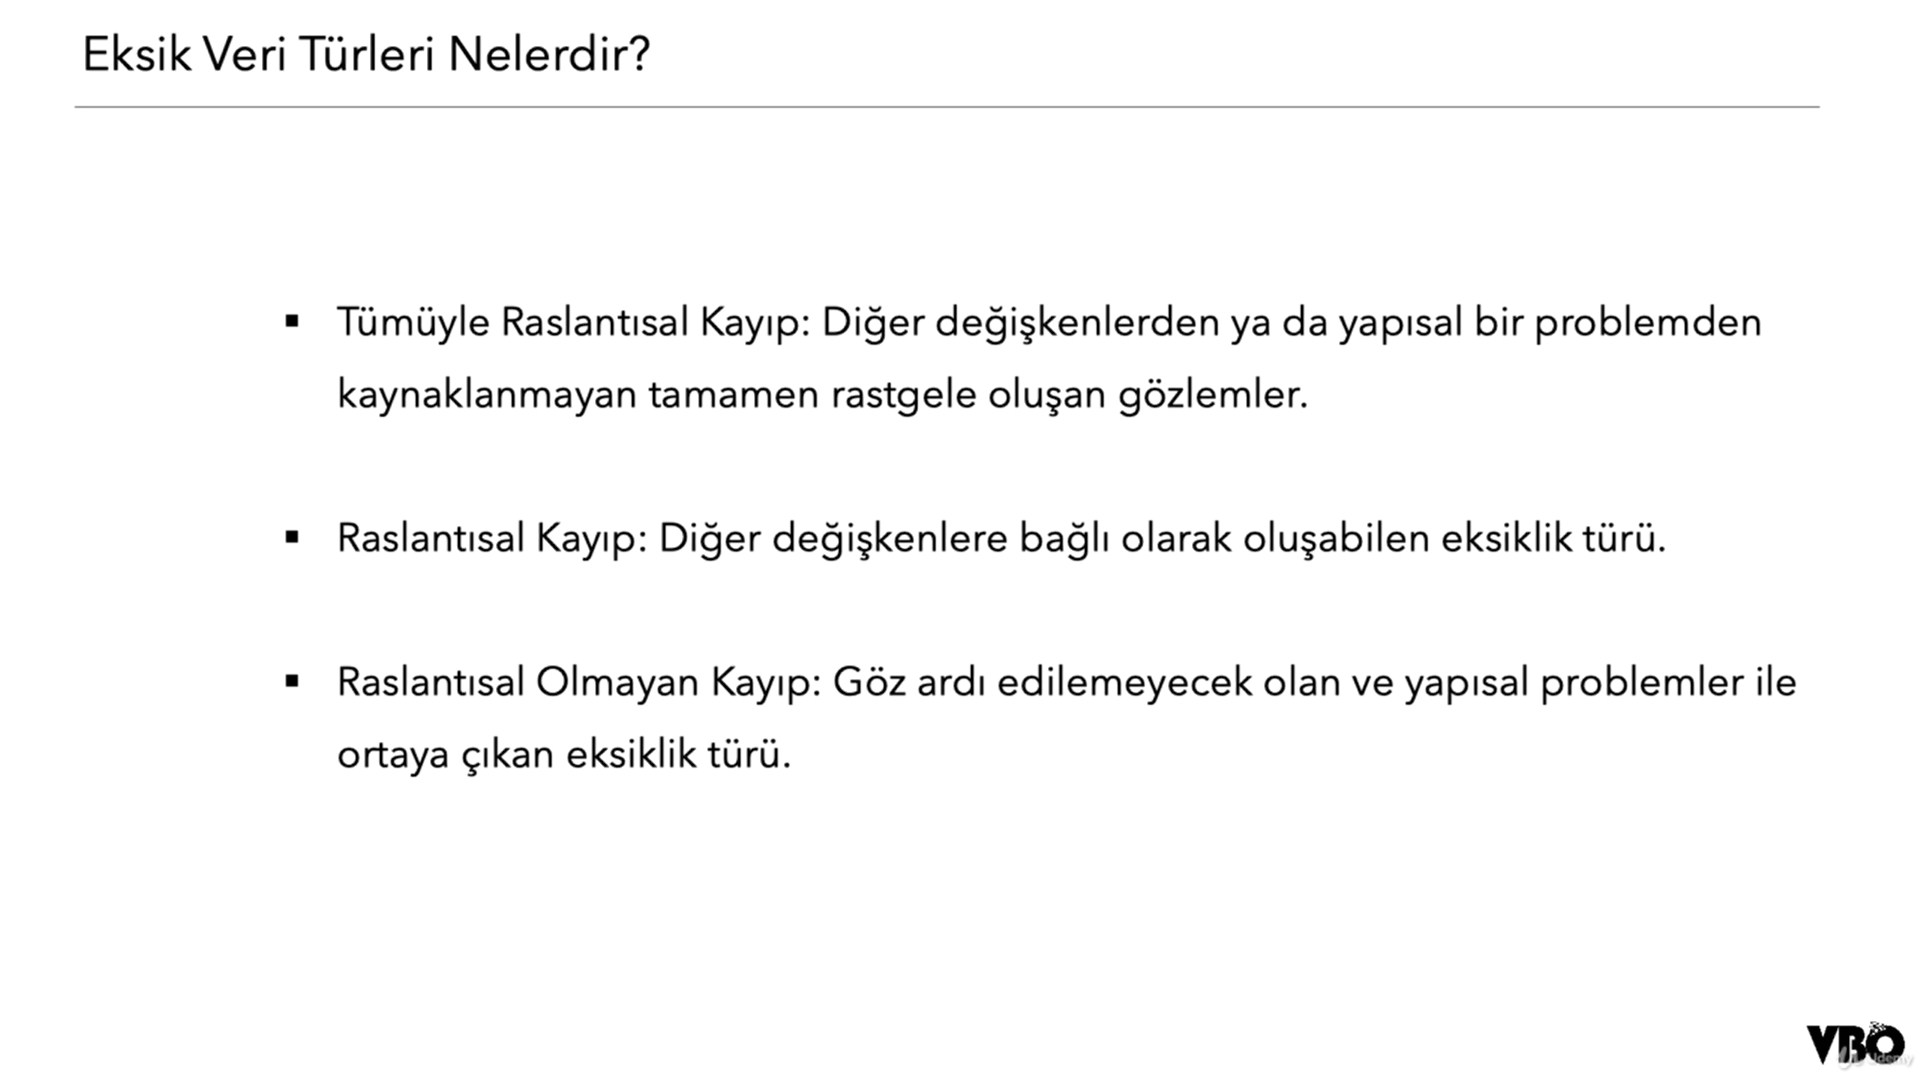 Eksik Veri Türleri Nelerdir?
▪ Tümüyle Raslantısal Kayıp: Diğer değişkenlerden ya da yapısal bir problemden
kaynaklanmayan tamamen rastgele oluşan gözlemler.
▪ Raslantısal Kayıp: Diğer değişkenlere bağlı olarak oluşabilen eksiklik türü.
▪ Raslantısal Olmayan Kayıp: Göz ardı edilemeyecek olan ve yapısal problemler ile
ortaya çıkan eksiklik türü.
VBO
Udemy